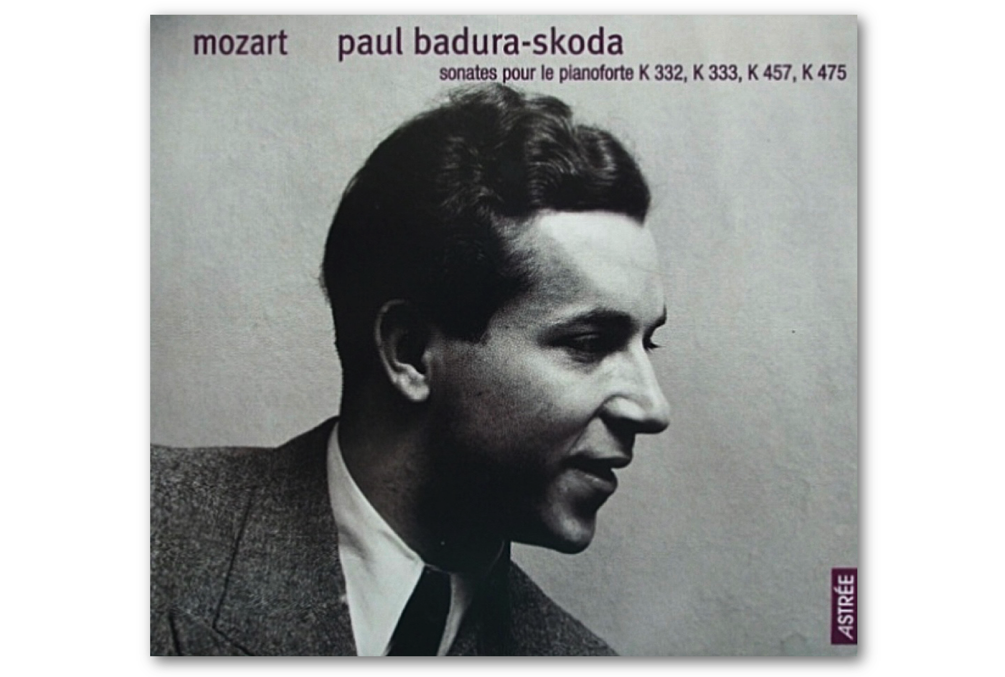 mozart paul badura-skoda
sonates pour le pianoforte K 332, K 333, K 457, K 475
ASTRÉE